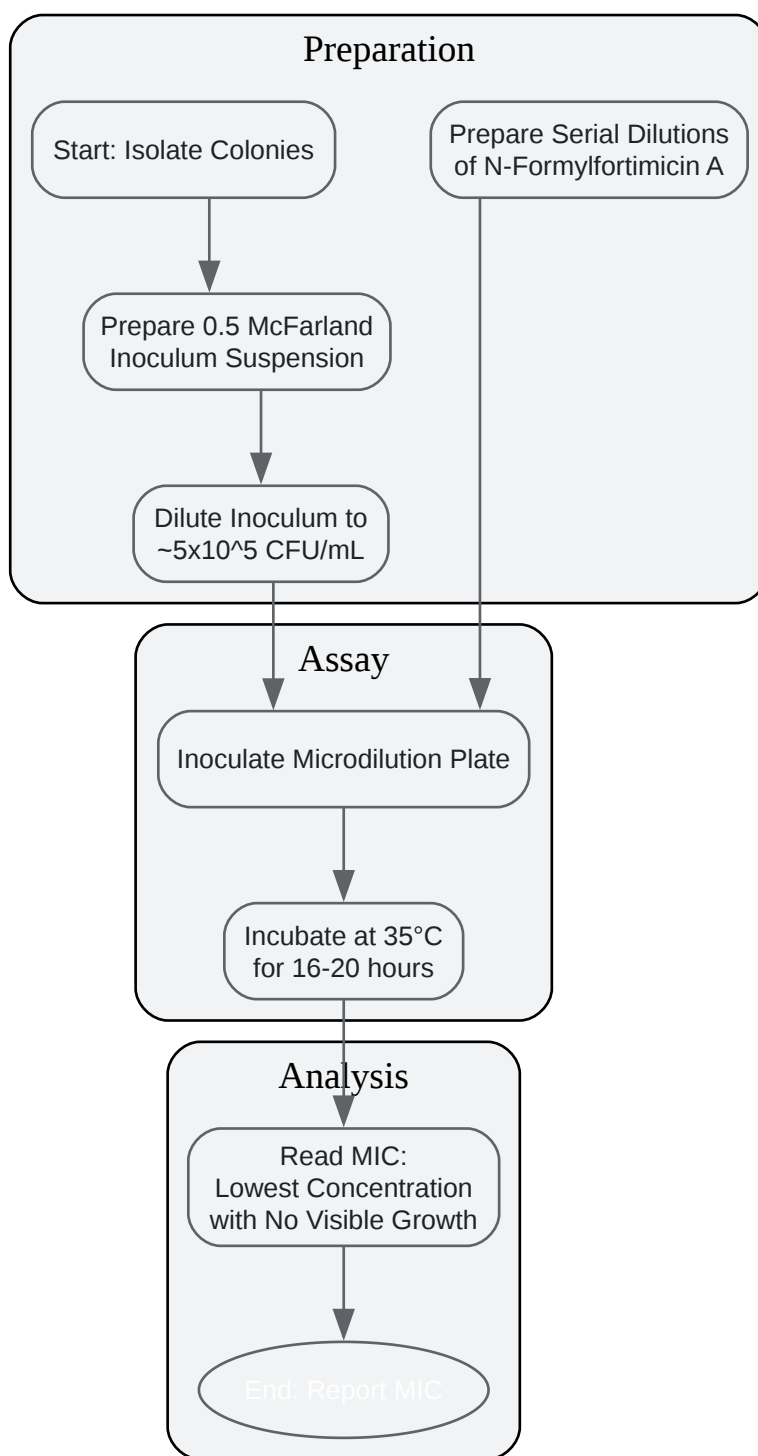 Preparation
Start: Isolate Colonies
Prepare Serial Dilutions
of N-Formylfortimicin A
Prepare 0.5 McFarland
Inoculum Suspension
Dilute Inoculum to
~5x10^5 CFU/mL
Assay
Inoculate Microdilution Plate
Incubate at 35°C
for 16-20 hours
Analysis
Read MIC:
Lowest Concentration
with No Visible Growth
End: Report MIC